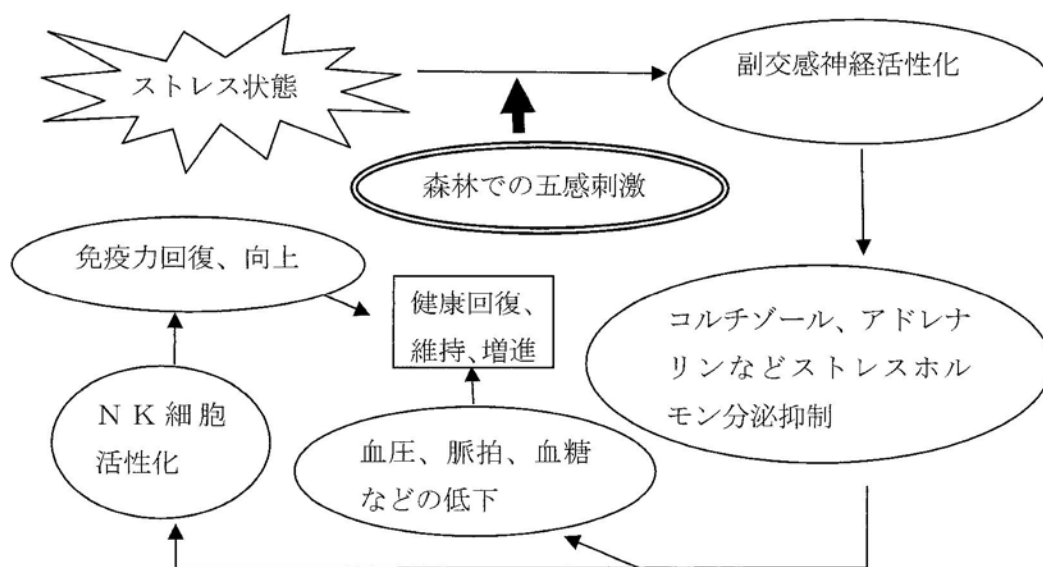 ストレス状態
副交感神経活性化
森林での五感刺激
免疫力回復、向上
健康回復、
維持、増進
コルチゾール、アドレナ
リンなどストレスホル
モン分泌抑制
ＮＫ細胞
活性化
血圧、脈拍、血糖
などの低下